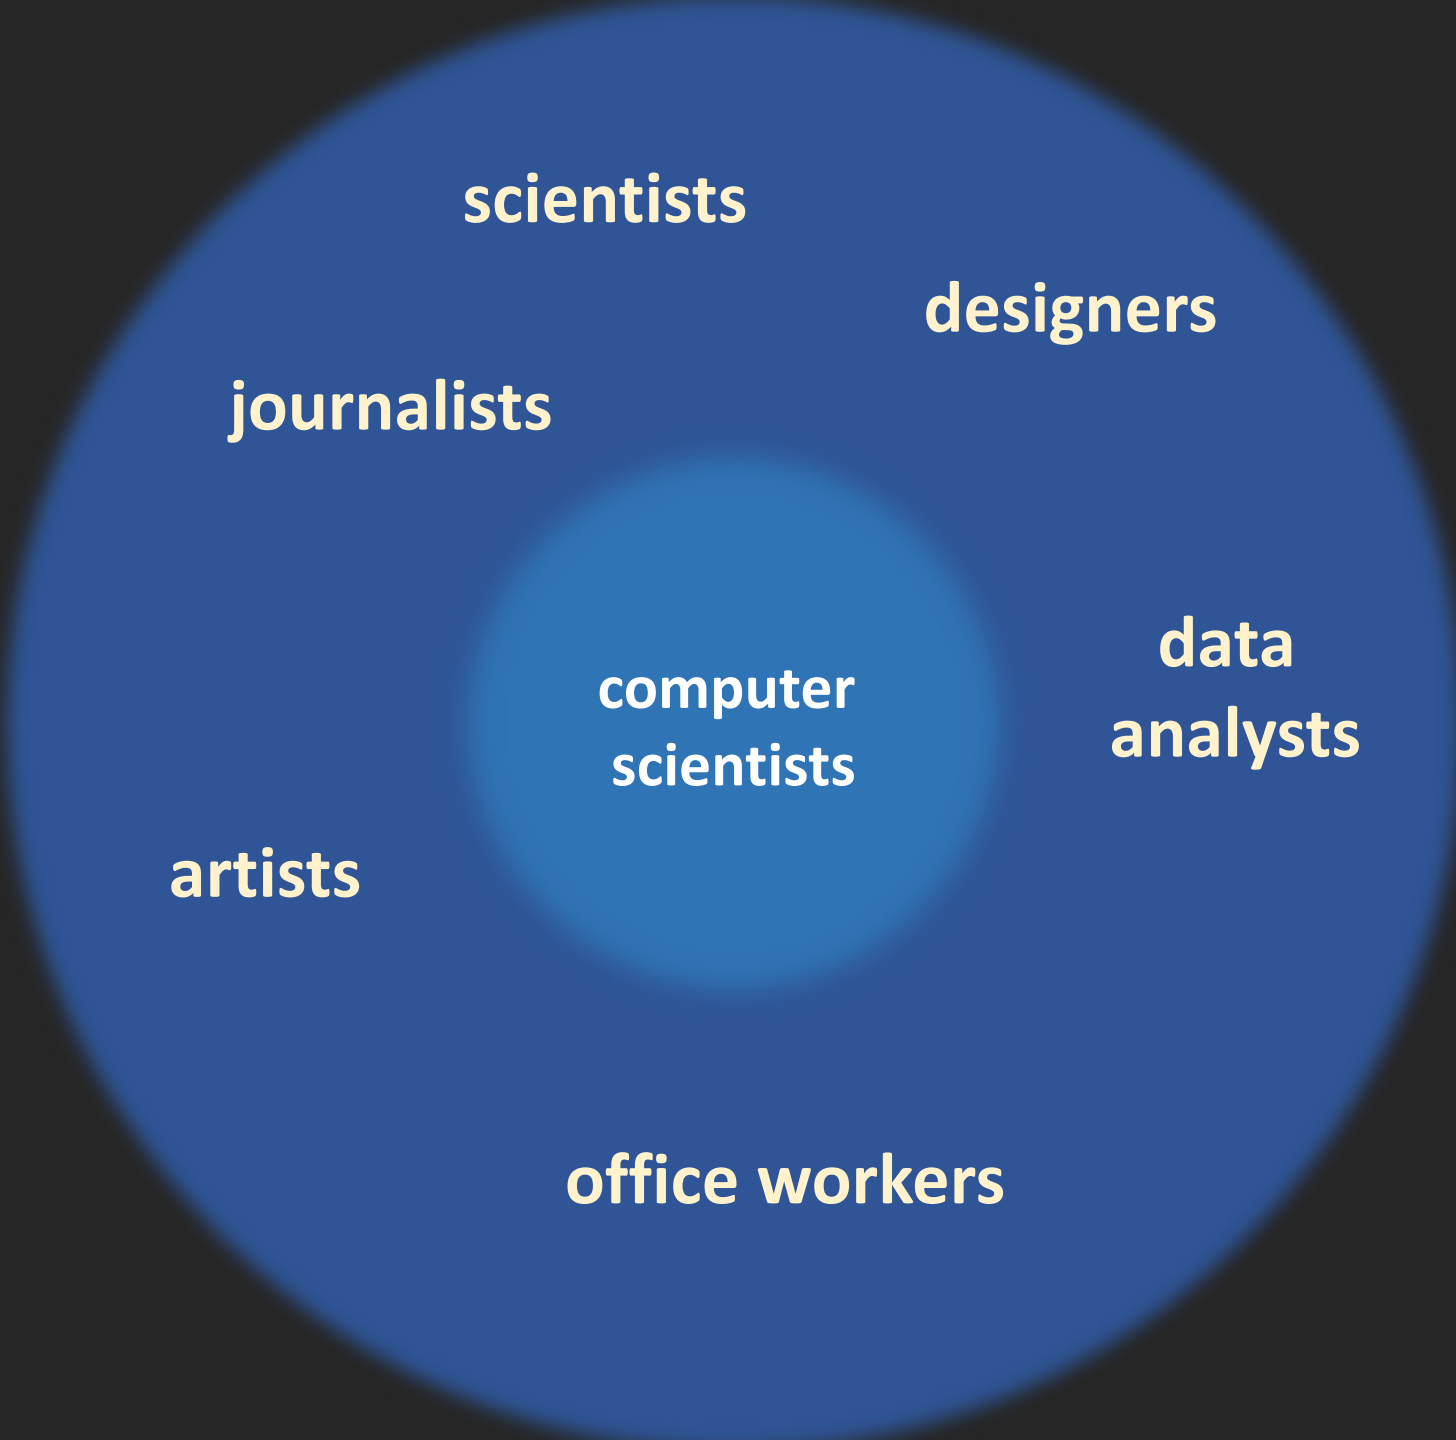 scientists
designers
journalists
data
analysts
computer
scientists
artists
office workers